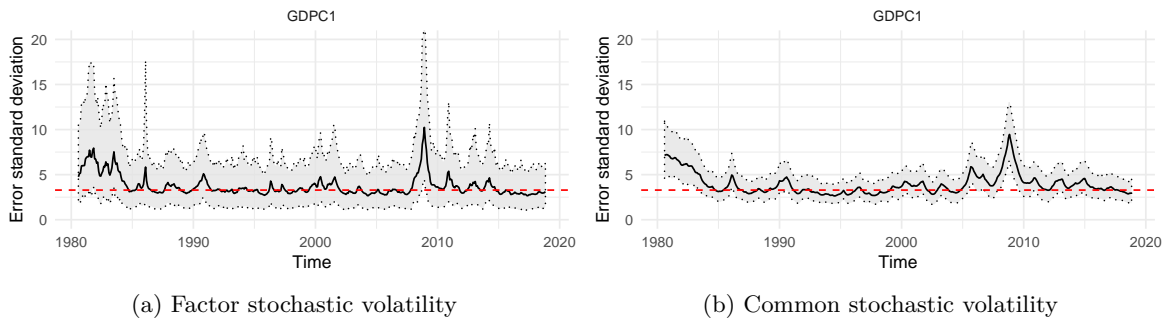 GDPC1
Error standard deviation
20
15
10
5
0
1980 1990 2000 2010 2020
Time
(a) Factor stochastic volatility
GDPC1
Error standard deviation
20
15
10
5
0
1980 1990 2000 2010 2020
Time
(b) Common stochastic volatility